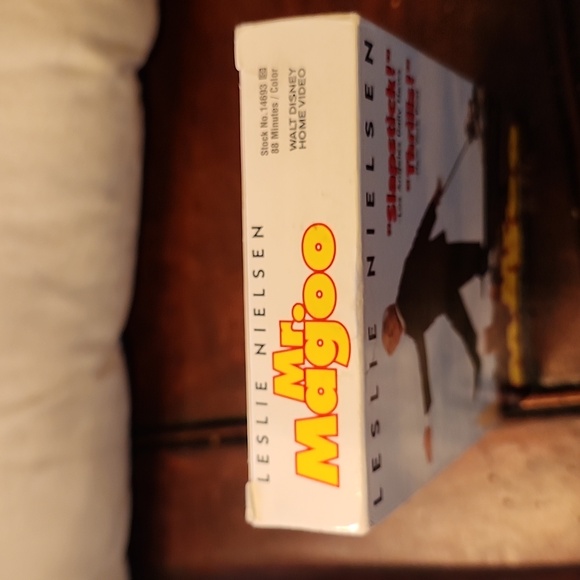 LESLIE NIELSEN
Mr.
Magoo
Stock No. 14693
88 Minutes / Color
WALT DISNEY
HOME VIDEO
LESLIE NIELSEN
"Slapstick!"
"Thrills!"